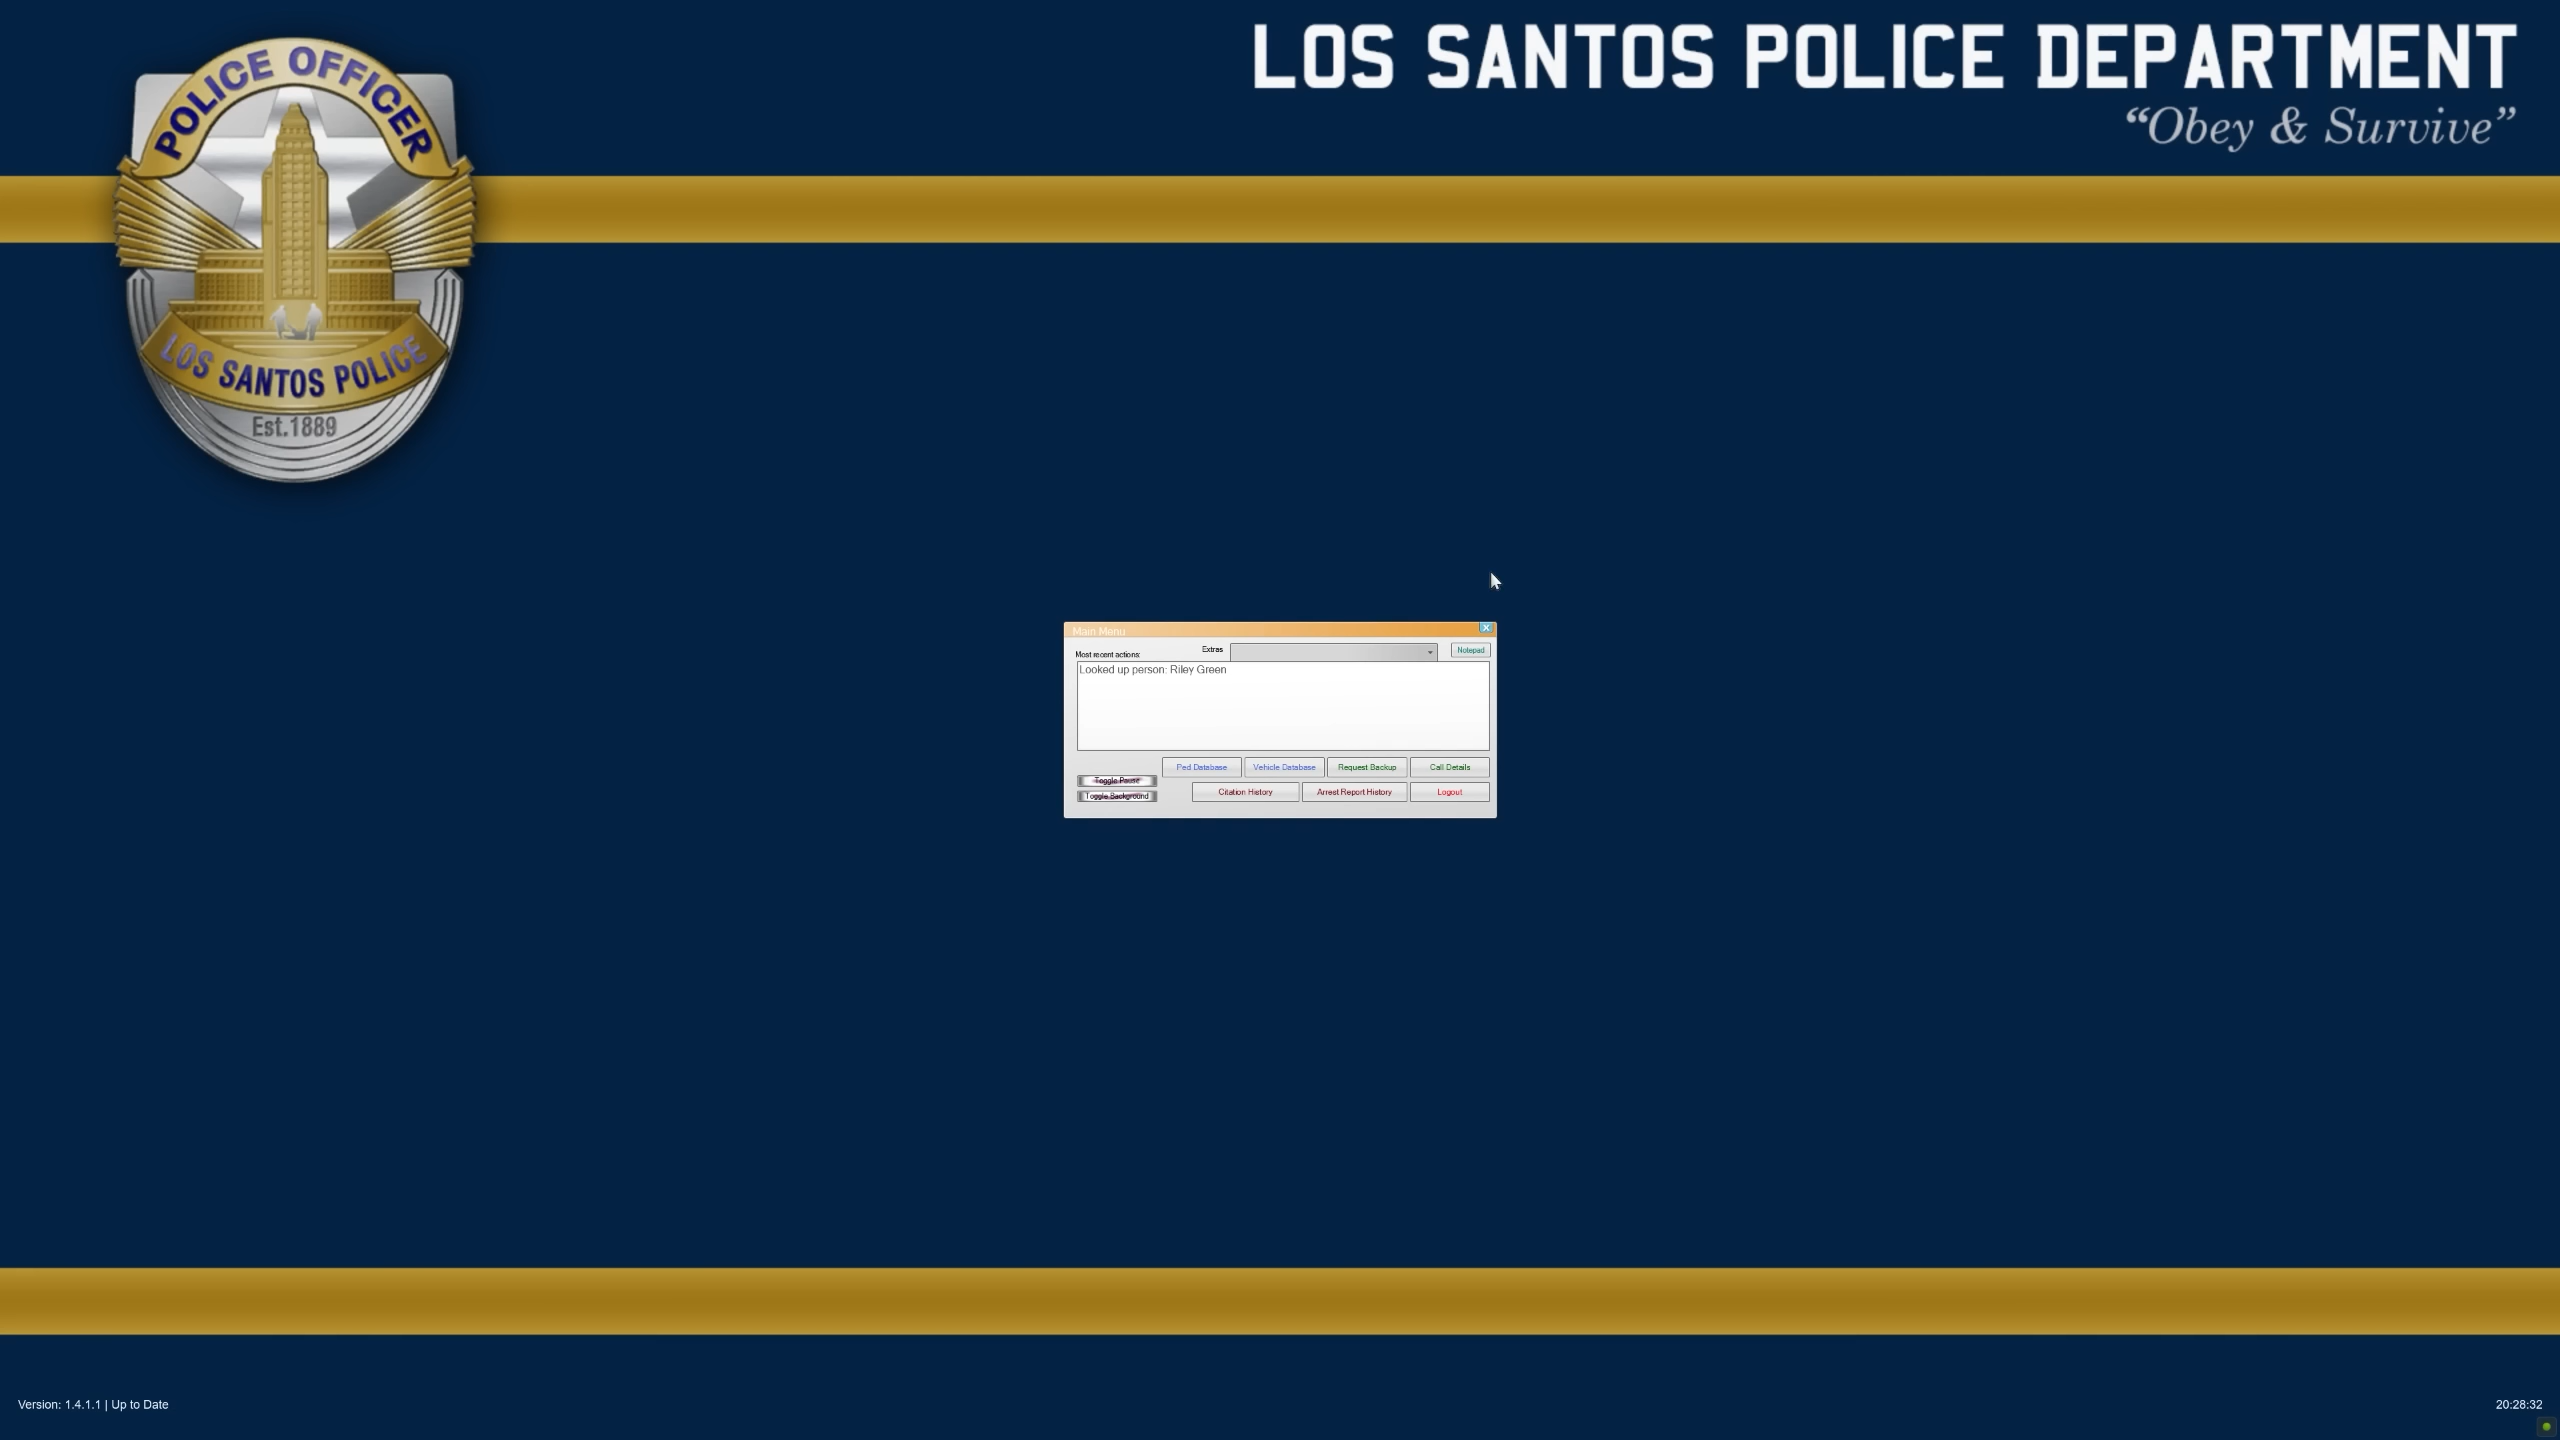 POLICE OFFICER
LOS SANTOS POLICE
Est.1889
LOS SANTOS POLICE DEPARTMENT
“Obey & Survive”
Main Menu
Most recent actions:
Extras
Notepad
Looked up person: Riley Green
Ped Database
Vehicle Database
Request Backup
Call Details
Toggle Pause
Toggle Background
Citation History
Arrest Report History
Logout
Version: 1.4.1.1 | Up to Date
20:28:32